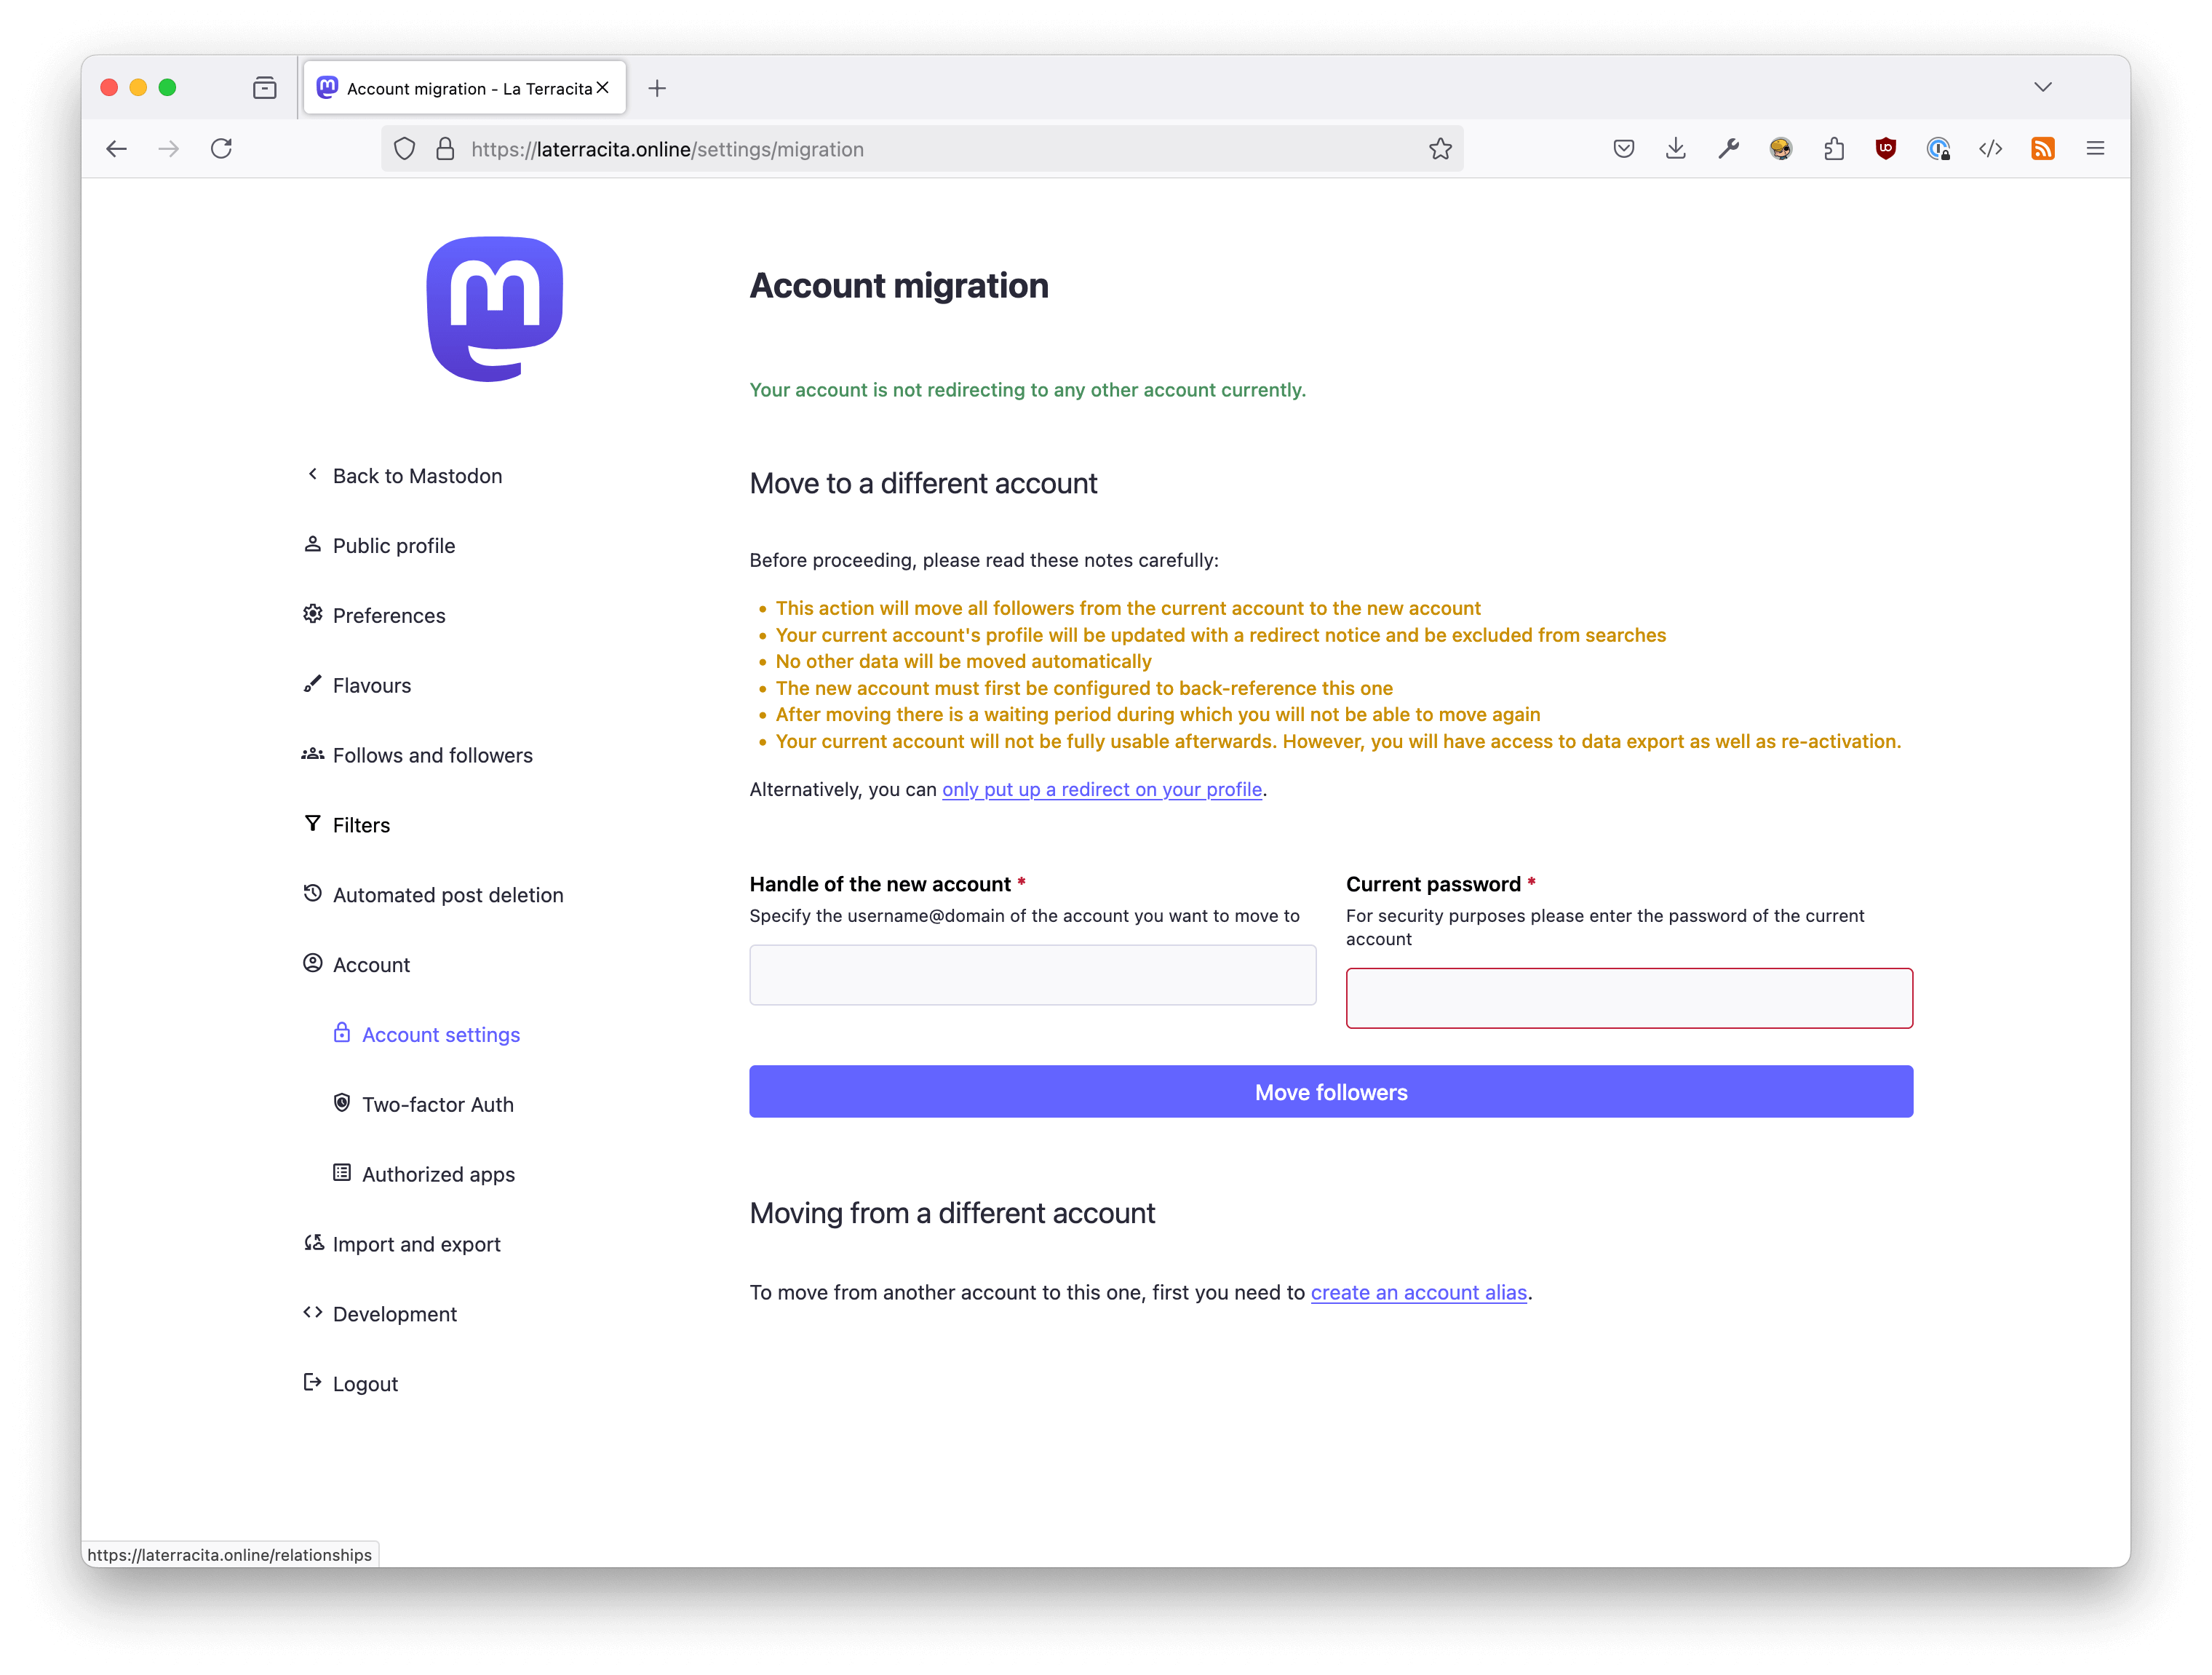 Account migration - La Terracita
https://laterracita.online/settings/migration
Back to Mastodon
Public profile
Preferences
Flavours
Follows and followers
Filters
Automated post deletion
Account
Account settings
Two-factor Auth
Authorized apps
Import and export
Development
Logout
Account migration
Your account is not redirecting to any other account currently.
Move to a different account
Before proceeding, please read these notes carefully:
• This action will move all followers from the current account to the new account
• Your current account's profile will be updated with a redirect notice and be excluded from searches
• No other data will be moved automatically
• The new account must first be configured to back-reference this one
• After moving there is a waiting period during which you will not be able to move again
• Your current account will not be fully usable afterwards. However, you will have access to data export as well as re-activation.
Alternatively, you can only put up a redirect on your profile.
Handle of the new account *
Specify the username@domain of the account you want to move to
Current password *
For security purposes please enter the password of the current
account
Move followers
Moving from a different account
To move from another account to this one, first you need to create an account alias.
https://laterracita.online/relationships